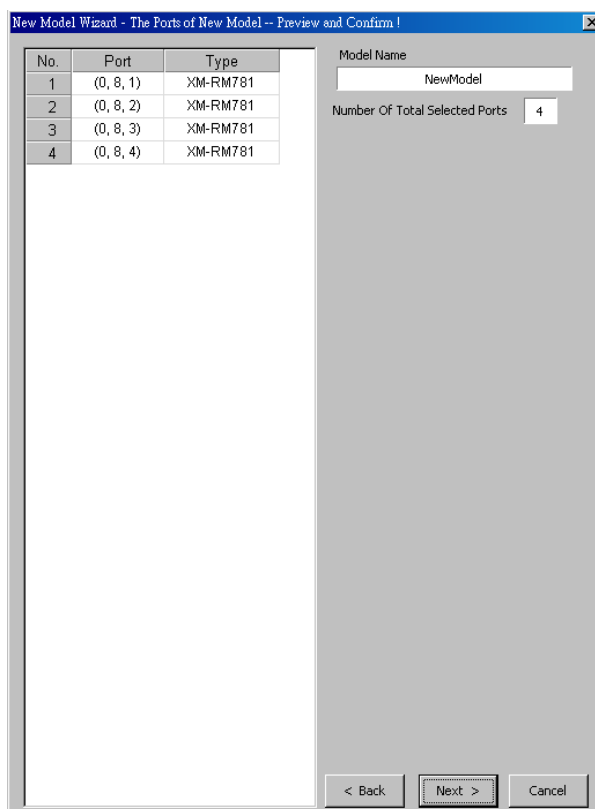 New Model Wizard - The Ports of New Model -- Preview and Confirm !
No. Port Type
1 (0, 8, 1) XM-RM781
2 (0, 8, 2) XM-RM781
3 (0, 8, 3) XM-RM781
4 (0, 8, 4) XM-RM781
Model Name
NewModel
Number Of Total Selected Ports 4
< Back Next > Cancel